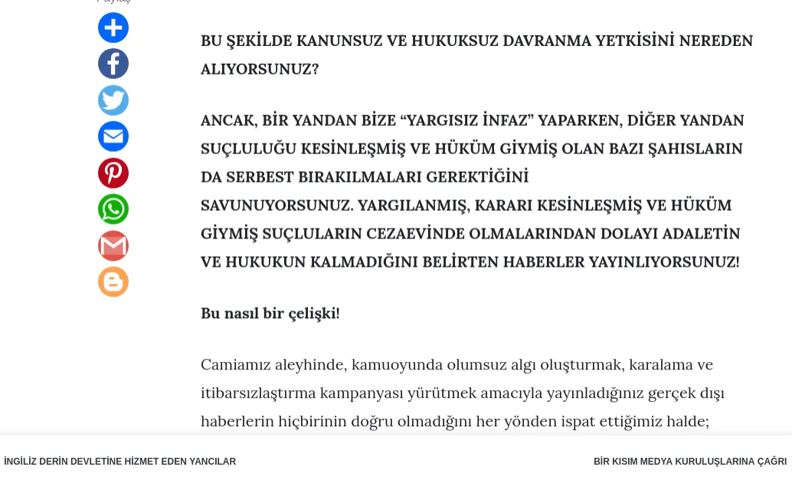 Paylaş
BU ŞEKİLDE KANUNSUZ VE HUKUKSUZ DAVRANMA YETKİSİNİ NEREDEN
ALIYORSUNUZ?
ANCAK, BİR YANDAN BİZE “YARGISIZ İNFAZ” YAPARKEN, DİĞER YANDAN
SUÇLULUĞU KESİNLEŞMİŞ VE HÜKÜM GİYMİŞ OLAN BAZI ŞAHISLARIN
DA SERBEST BIRAKILMALARI GEREKTİĞİNİ
SAVUNUYORSUNUZ. YARGILANMIŞ, KARARI KESİNLEŞMİŞ VE HÜKÜM
GİYMİŞ SUÇLULARIN CEZAEVİNDE OLMALARINDAN DOLAYI ADALETİN
VE HUKUKUN KALMADIĞINI BELİRTEN HABERLER YAYINLIYORSUNUZ!
Bu nasıl bir çelişki!
Camiamız aleyhinde, kamuoyunda olumsuz algı oluşturmak, karalama ve
itibarsızlaştırma kampanyası yürütmek amacıyla yayınladığınız gerçek dışı
haberlerin hiçbirinin doğru olmadığını her yönden ispat ettiğimiz halde;
İNGİLİZ DERİN DEVLETİNE HİZMET EDEN YANCILAR
BİR KISIM MEDYA KURULUŞLARINA ÇAĞRI